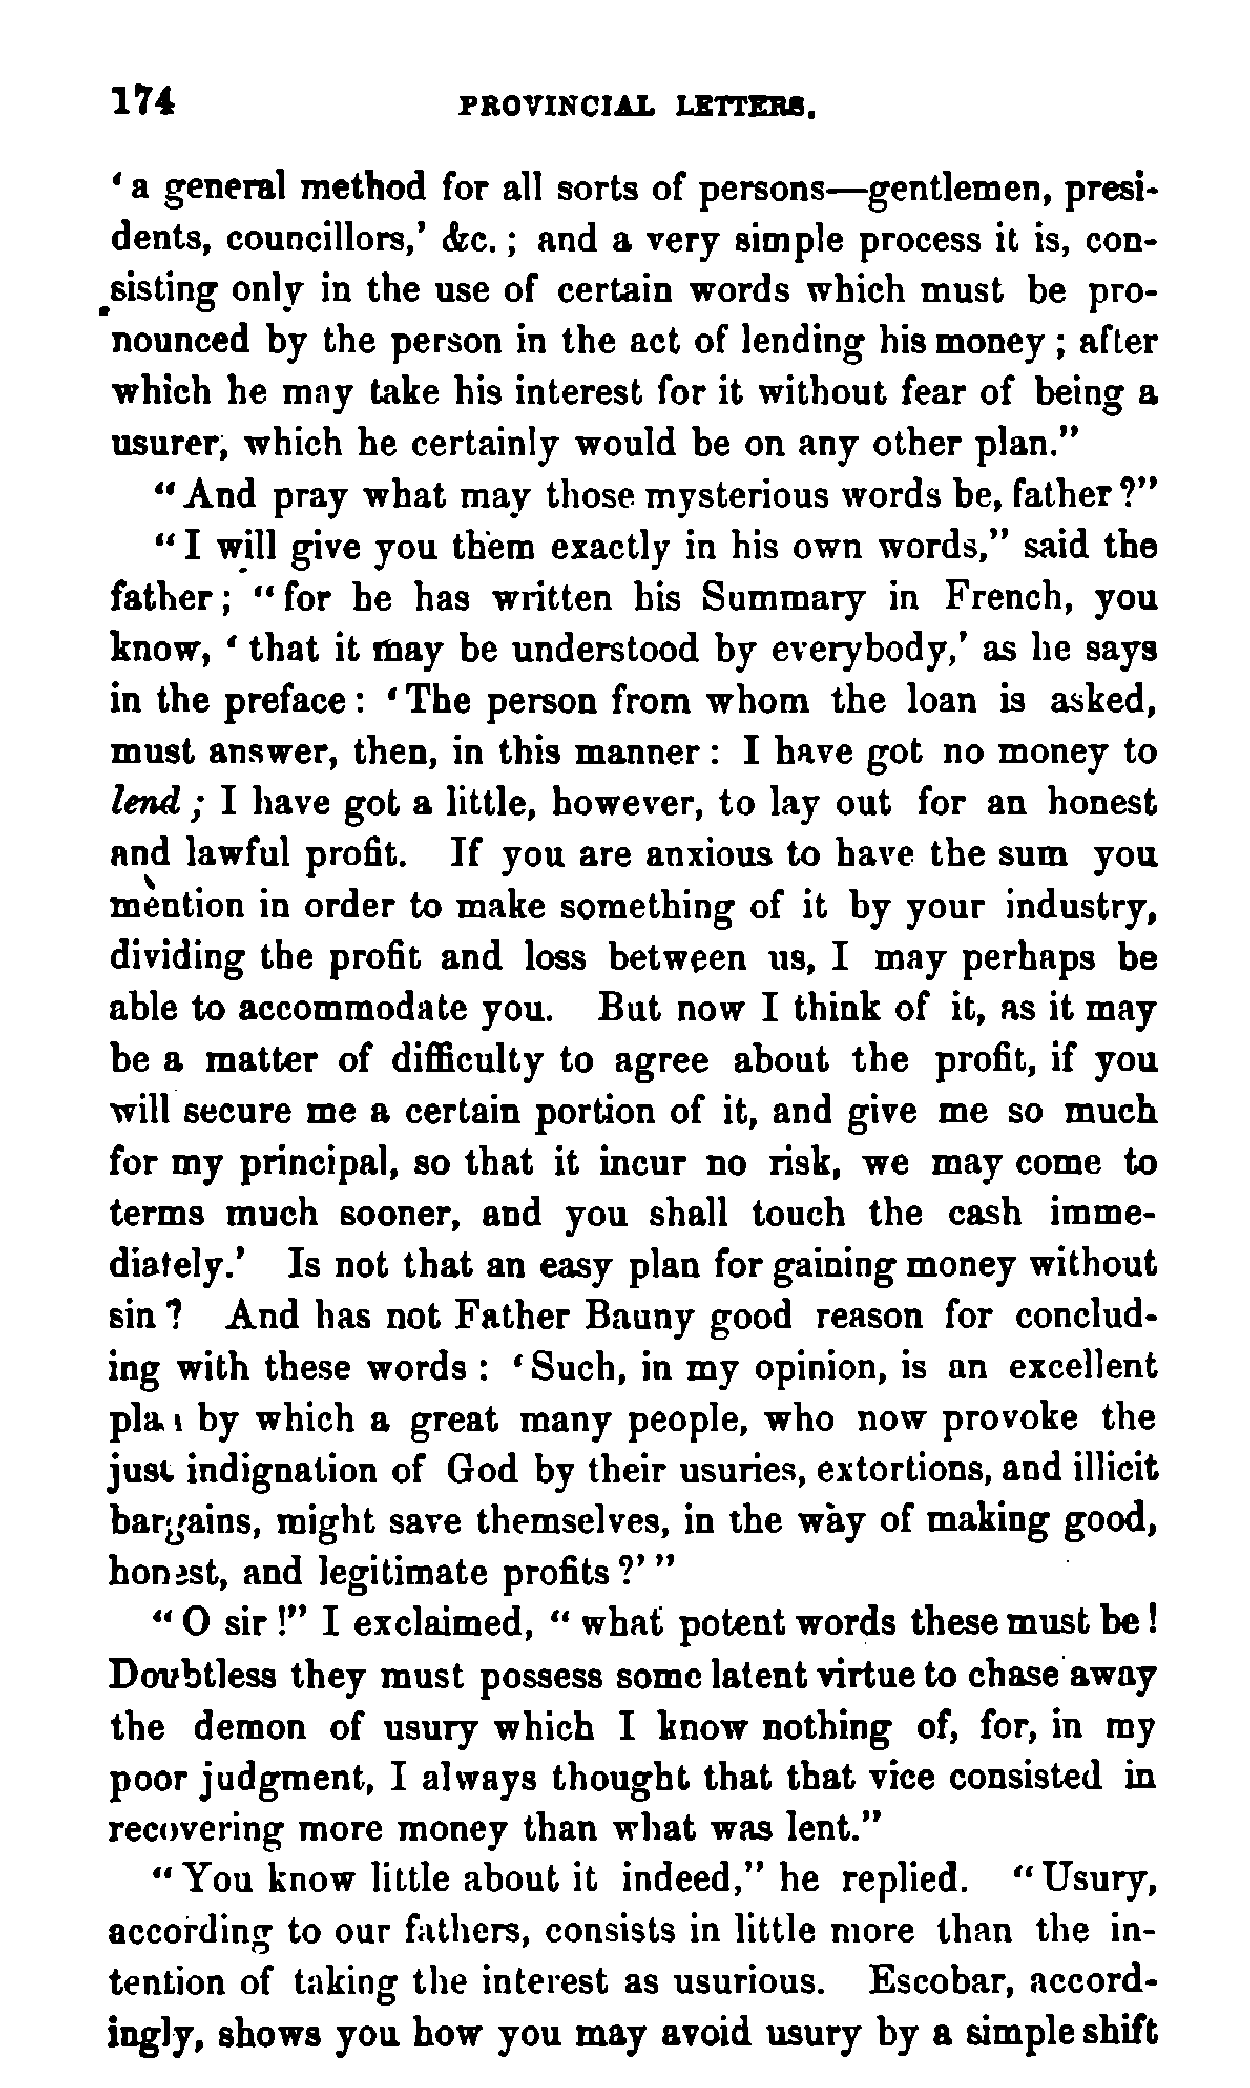 174 PROVINCIAL LETTERS.
‘a general method for all sorts of persons—gentlemen, presi-
dents, councillors,’ &c.; and a very simple process it is, con-
sisting only in the use of certain words which must be pro-
nounced by the person in the act of lending his money; after
which he may take his interest for it without fear of being a
usurer, which he certainly would be on any other plan.”
“And pray what may those mysterious words be, father?”
“I will give you them exactly in his own words,” said the
father; “for he has written his Summary in French, you
know, ‘that it may be understood by everybody,’ as he says
in the preface: ‘The person from whom the loan is asked,
must answer, then, in this manner: I have got no money to
lend; I have got a little, however, to lay out for an honest
and lawful profit. If you are anxious to have the sum you
mention in order to make something of it by your industry,
dividing the profit and loss between us, I may perhaps be
able to accommodate you. But now I think of it, as it may
be a matter of difficulty to agree about the profit, if you
will secure me a certain portion of it, and give me so much
for my principal, so that it incur no risk, we may come to
terms much sooner, and you shall touch the cash imme-
diately.’ Is not that an easy plan for gaining money without
sin? And has not Father Bauny good reason for conclud-
ing with these words: ‘Such, in my opinion, is an excellent
plan by which a great many people, who now provoke the
just indignation of God by their usuries, extortions, and illicit
bargains, might save themselves, in the way of making good,
honest, and legitimate profits?’”
“O sir!” I exclaimed, “what potent words these must be!
Doubtless they must possess some latent virtue to chase away
the demon of usury which I know nothing of, for, in my
poor judgment, I always thought that that vice consisted in
recovering more money than what was lent.”
“You know little about it indeed,” he replied. “Usury,
according to our fathers, consists in little more than the in-
tention of taking the interest as usurious. Escobar, accord-
ingly, shows you how you may avoid usury by a simple shift